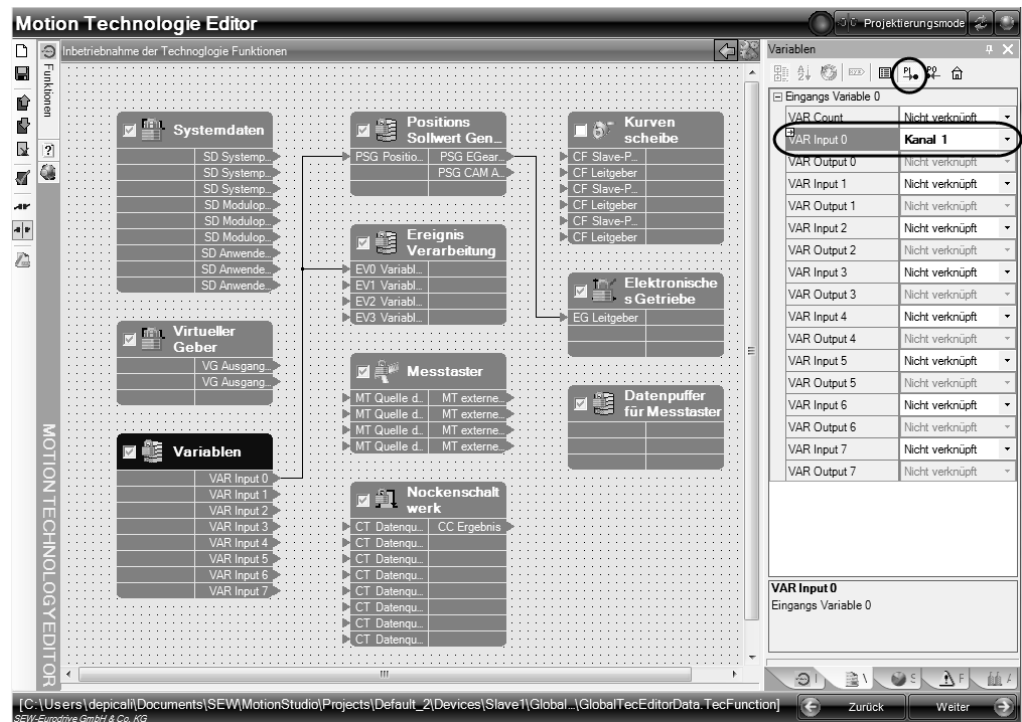 Motion Technologie Editor
Projektierungsmode
Inbetriebnahme der Technoglogie Funktionen
Funktionen
MOTION TECHNOLOGY EDITOR
Systemdaten
SD Systemp...
SD Systemp...
SD Systemp...
SD Modulop...
SD Modulop...
SD Modulop...
SD Anwende...
SD Anwende...
SD Anwende...
Virtueller
Geber
VG Ausgang...
VG Ausgang...
Variablen
VAR Input 0
VAR Input 1
VAR Input 2
VAR Input 3
VAR Input 4
VAR Input 5
VAR Input 6
VAR Input 7
Positions
Sollwert Gen...
PSG Positio... PSG EGear...
PSG CAM A...
Ereignis
Verarbeitung
EV0 Variabl...
EV1 Variabl...
EV2 Variabl...
EV3 Variabl...
Messtaster
MT Quelle d... MT externe...
MT Quelle d... MT externe...
MT Quelle d... MT externe...
MT Quelle d... MT externe...
Nockenschalt
werk
CT Datenqu... CC Ergebnis
CT Datenqu...
CT Datenqu...
CT Datenqu...
CT Datenqu...
CT Datenqu...
CT Datenqu...
CT Datenqu...
Kurven
scheibe
CF Slave-P...
CF Leitgeber
CF Slave-P...
CF Leitgeber
CF Slave-P...
CF Leitgeber
Elektronische
s Getriebe
EG Leitgeber
Datenpuffer
für Messtaster
Variablen
PI PO
Eingangs Variable 0
VAR Count Nicht verknüpft
VAR Input 0 Kanal 1
VAR Output 0 Nicht verknüpft
VAR Input 1 Nicht verknüpft
VAR Output 1 Nicht verknüpft
VAR Input 2 Nicht verknüpft
VAR Output 2 Nicht verknüpft
VAR Input 3 Nicht verknüpft
VAR Output 3 Nicht verknüpft
VAR Input 4 Nicht verknüpft
VAR Output 4 Nicht verknüpft
VAR Input 5 Nicht verknüpft
VAR Output 5 Nicht verknüpft
VAR Input 6 Nicht verknüpft
VAR Output 6 Nicht verknüpft
VAR Input 7 Nicht verknüpft
VAR Output 7 Nicht verknüpft
VAR Input 0
Eingangs Variable 0
I \ S F /
[C:\Users\depicali\Documents\SEW\MotionStudio\Projects\Default_2\Devices\Slave1\Global...\GlobalTecEditorData.TecFunction]
Zurück Weiter
SEW-Eurodrive GmbH & Co. KG